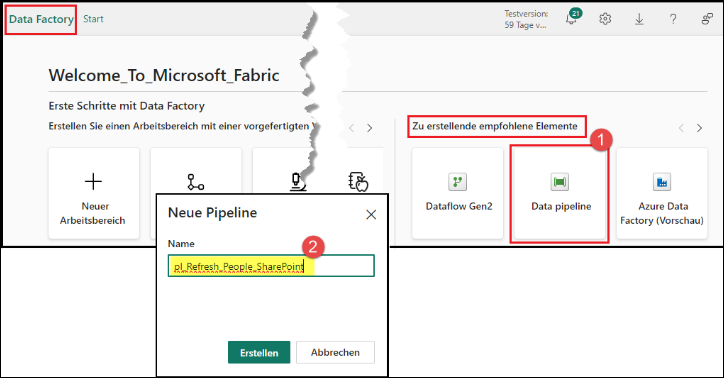 Data Factory Start
Testversion:
59 Tage v...
21
Welcome_To_Microsoft_Fabric
Erste Schritte mit Data Factory
Erstellen Sie einen Arbeitsbereich mit einer vorgefertigten
Zu erstellende empfohlene Elemente
1
Neuer
Arbeitsbereich
Dataflow Gen2
Data pipeline
Azure Data
Factory (Vorschau)
Neue Pipeline
Name
2
pl_Refresh_People_SharePoint
Erstellen
Abbrechen